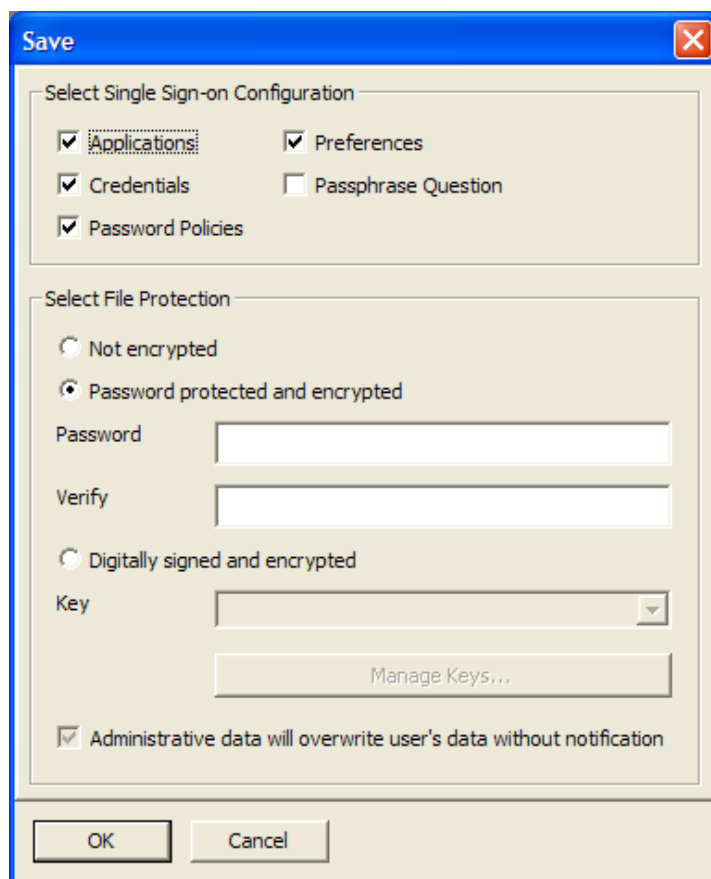 Save
Select Single Sign-on Configuration
Applications Preferences
Credentials Passphrase Question
Password Policies
Select File Protection
Not encrypted
Password protected and encrypted
Password
Verify
Digitally signed and encrypted
Key
Manage Keys...
Administrative data will overwrite user's data without notification
OK Cancel